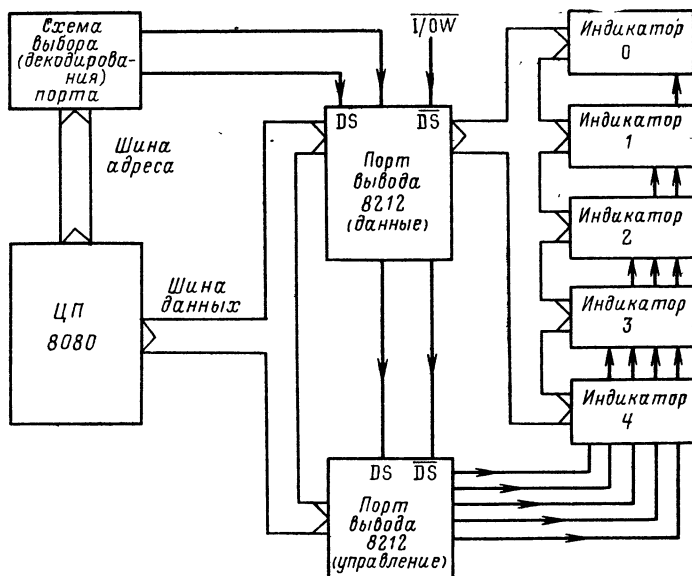 Схема
выбора
(декодирова-
ния)
порта
Шина
адреса
ЦП
8080
Шина
данных
I/OW
DS
DS
Порт
вывода
8212
(данные)
DS
DS
Порт
вывода
8212
(управление)
Индикатор
0
Индикатор
1
Индикатор
2
Индикатор
3
Индикатор
4